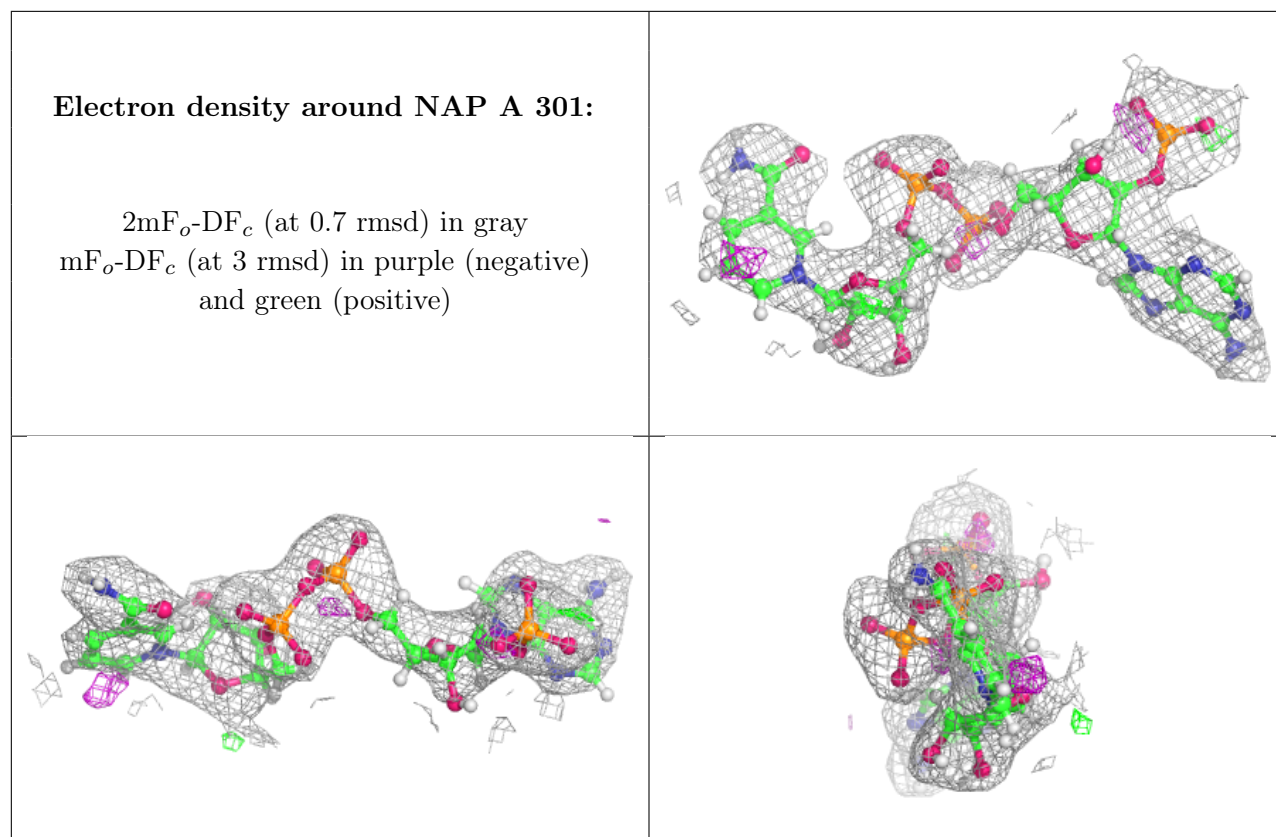 Electron density around NAP A 301:
2mFₒ-DF𝒸 (at 0.7 rmsd) in gray
mFₒ-DF𝒸 (at 3 rmsd) in purple (negative)
and green (positive)